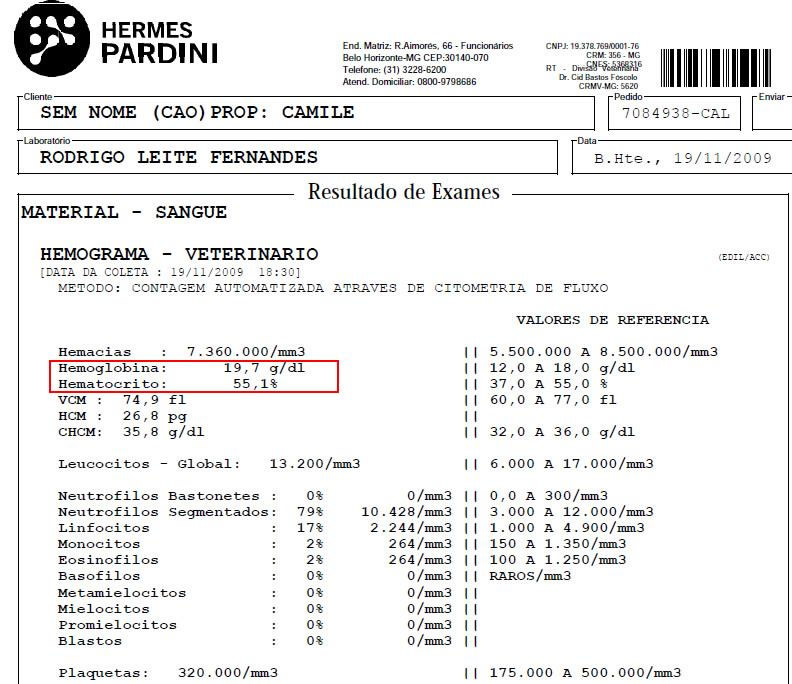 HERMES
PARDINI
End. Matriz: R.Aimorés, 66 - Funcionários
Belo Horizonte-MG CEP:30140-070
Telefone: (31) 3228-6200
Atend. Domiciliar: 0800-9798686
CNPJ: 19.378.769/0001-76
CRM: 356 - MG
CNES: 5368316
RT - Divisão Veterinária
Dr. Cid Bastos Fóscolo
CRMV-MG: 5620
Cliente
SEM NOME (CAO) PROP: CAMILE
Pedido
7084938-CAL
Enviar
Laboratório
RODRIGO LEITE FERNANDES
Data
B.Hte., 19/11/2009
Resultado de Exames
MATERIAL - SANGUE
HEMOGRAMA - VETERINARIO
(EDIL/ACC)
[DATA DA COLETA : 19/11/2009 18:30]
METODO: CONTAGEM AUTOMATIZADA ATRAVES DE CITOMETRIA DE FLUXO
VALORES DE REFERENCIA
Hemacias : 7.360.000/mm3 || 5.500.000 A 8.500.000/mm3
Hemoglobina: 19,7 g/dl || 12,0 A 18,0 g/dl
Hematocrito: 55,1% || 37,0 A 55,0 %
VCM : 74,9 fl || 60,0 A 77,0 fl
HCM : 26,8 pg ||
CHCM: 35,8 g/dl || 32,0 A 36,0 g/dl
Leucocitos - Global: 13.200/mm3 || 6.000 A 17.000/mm3
Neutrofilos Bastonetes : 0% 0/mm3 || 0,0 A 300/mm3
Neutrofilos Segmentados: 79% 10.428/mm3 || 3.000 A 12.000/mm3
Linfocitos : 17% 2.244/mm3 || 1.000 A 4.900/mm3
Monocitos : 2% 264/mm3 || 150 A 1.350/mm3
Eosinofilos : 2% 264/mm3 || 100 A 1.250/mm3
Basofilos : 0% 0/mm3 || RAROS/mm3
Metamielocitos : 0% 0/mm3 ||
Mielocitos : 0% 0/mm3 ||
Promielocitos : 0% 0/mm3 ||
Blastos : 0% 0/mm3 ||
Plaquetas: 320.000/mm3 || 175.000 A 500.000/mm3